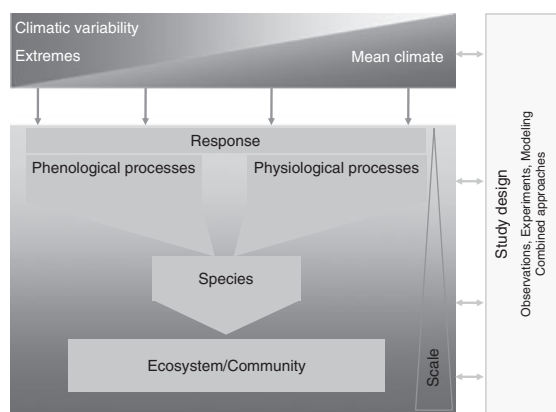 Climatic variability
Extremes
Mean climate
Response
Phenological processes
Physiological processes
Species
Ecosystem/Community
Scale
Study design
Observations, Experiments, Modeling
Combined approaches